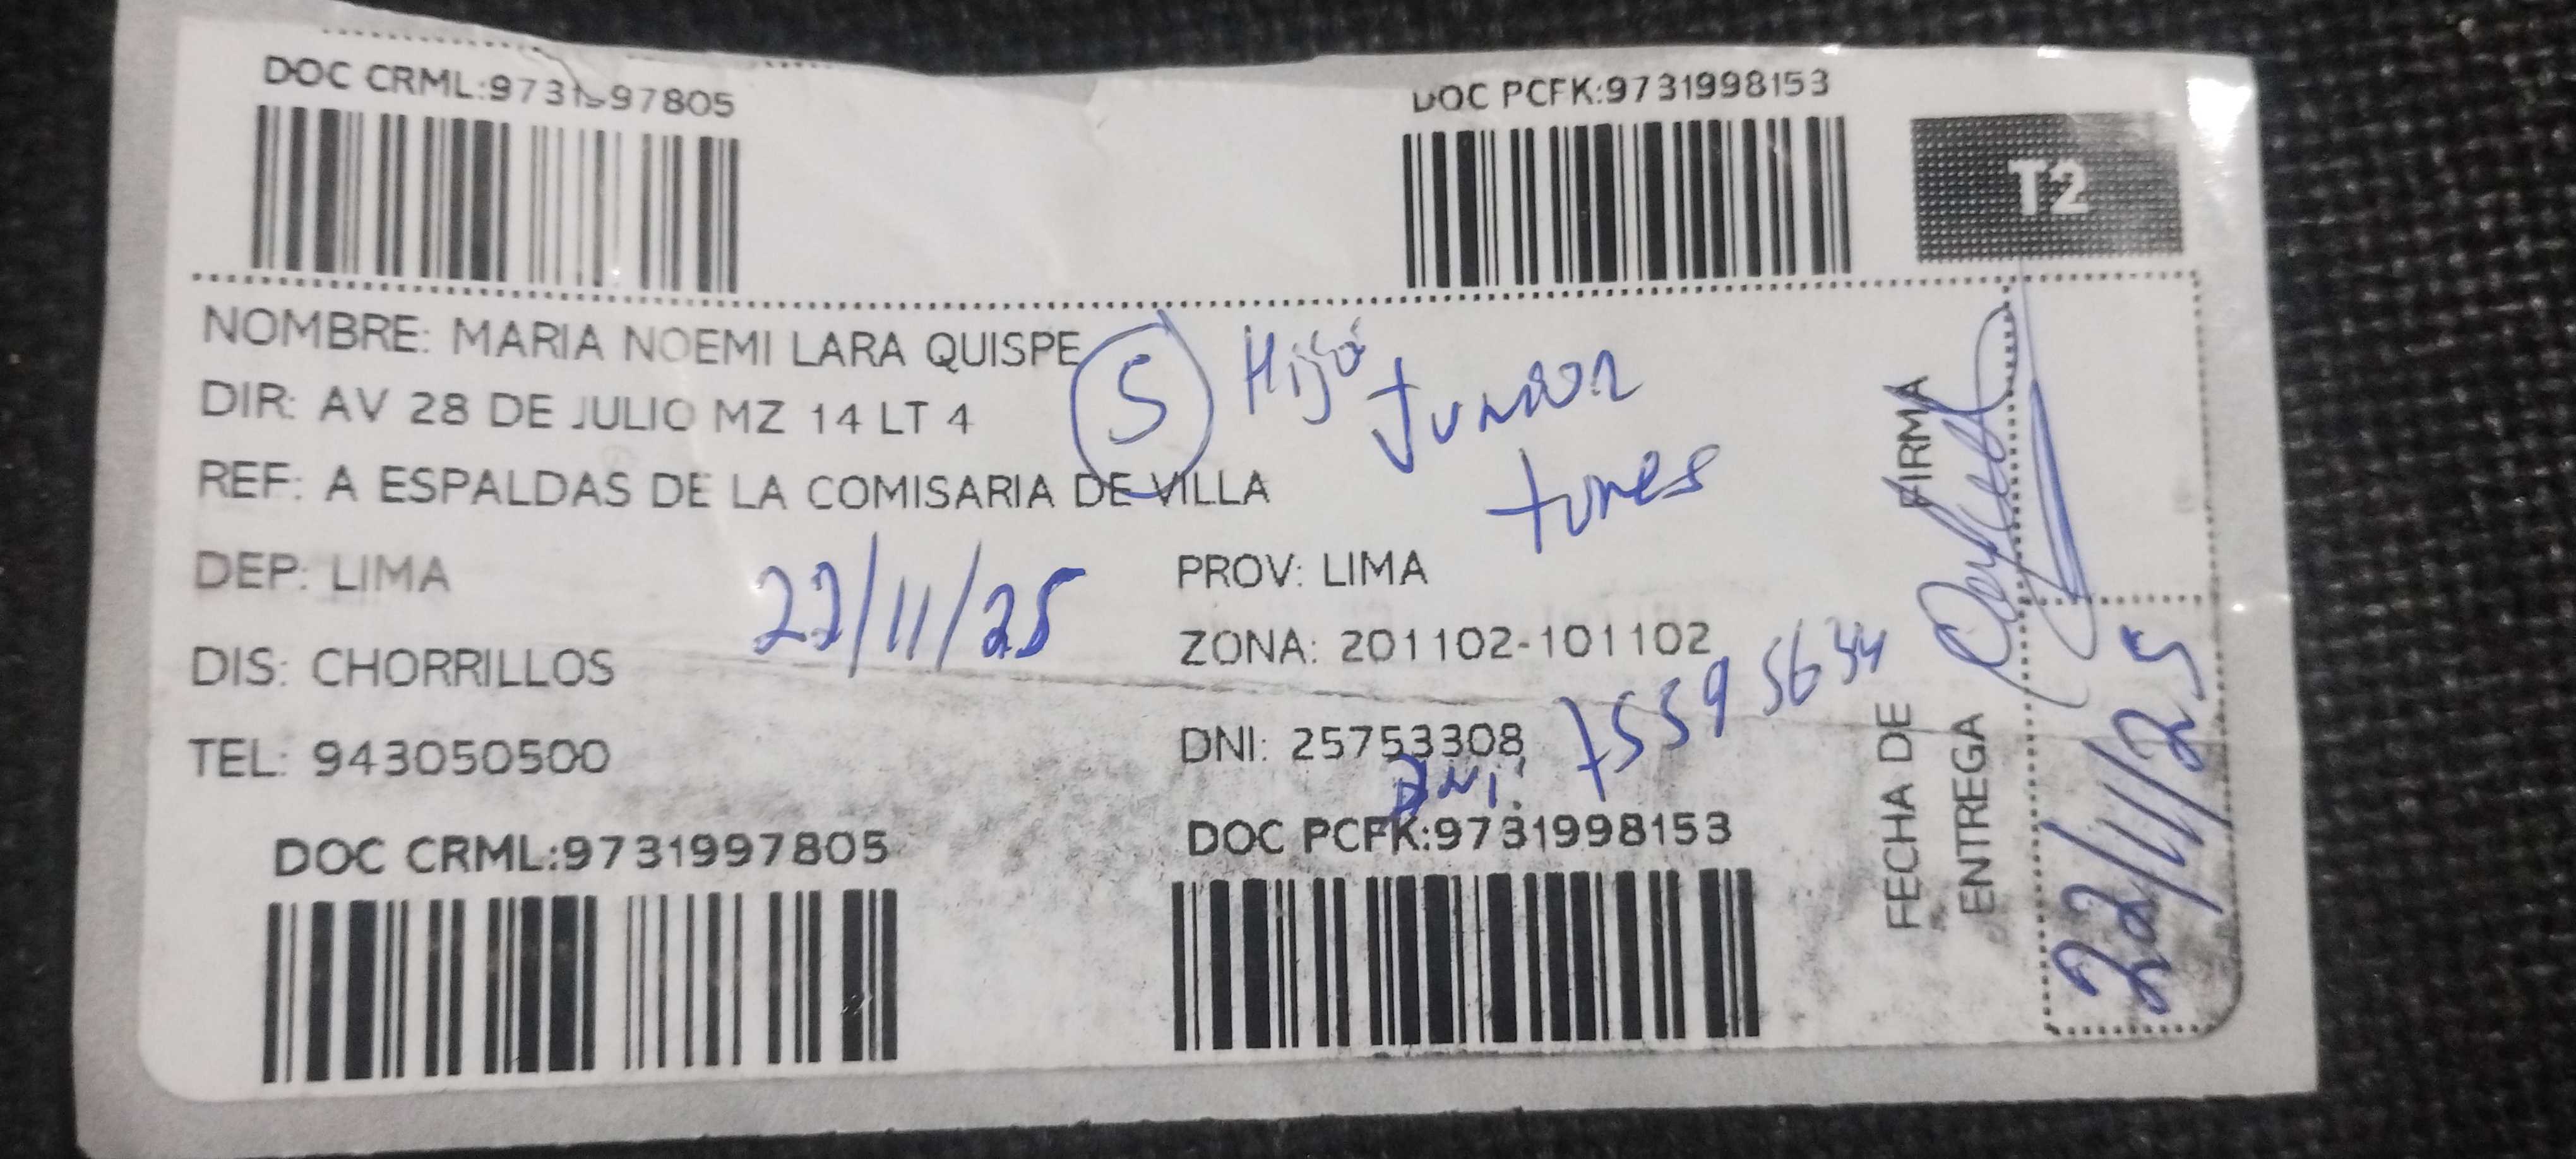 DOC CRML:9731 97805
DOC PCFK:9731998153
T2
NOMBRE: MARIA NOEMI LARA QUISPE
DIR: AV 28 DE JULIO MZ 14 LT 4
REF: A ESPALDAS DE LA COMISARIA DE VILLA
S
Hijo
Junior
DEP: LIMA
22/11/25
PROV: LIMA
DIS: CHORRILLOS
ZONA: 201102-101102
TEL: 943050500
DNI: 25753308
DNI:
DOC CRML:9731997805
DOC PCFK:9731998153
FIRMA
FECHA DE
ENTREGA
22/11/25